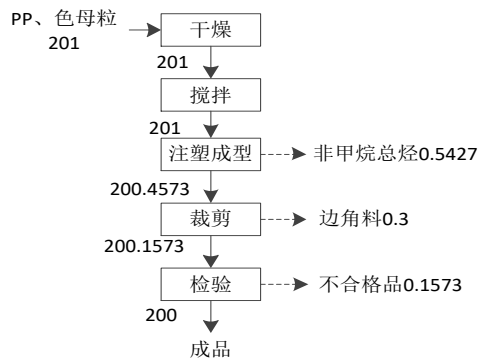 PP、色母粒
201
干燥
201
搅拌
201
注塑成型
非甲烷总烃0.5427
200.4573
裁剪
边角料0.3
200.1573
检验
不合格品0.1573
200
成品